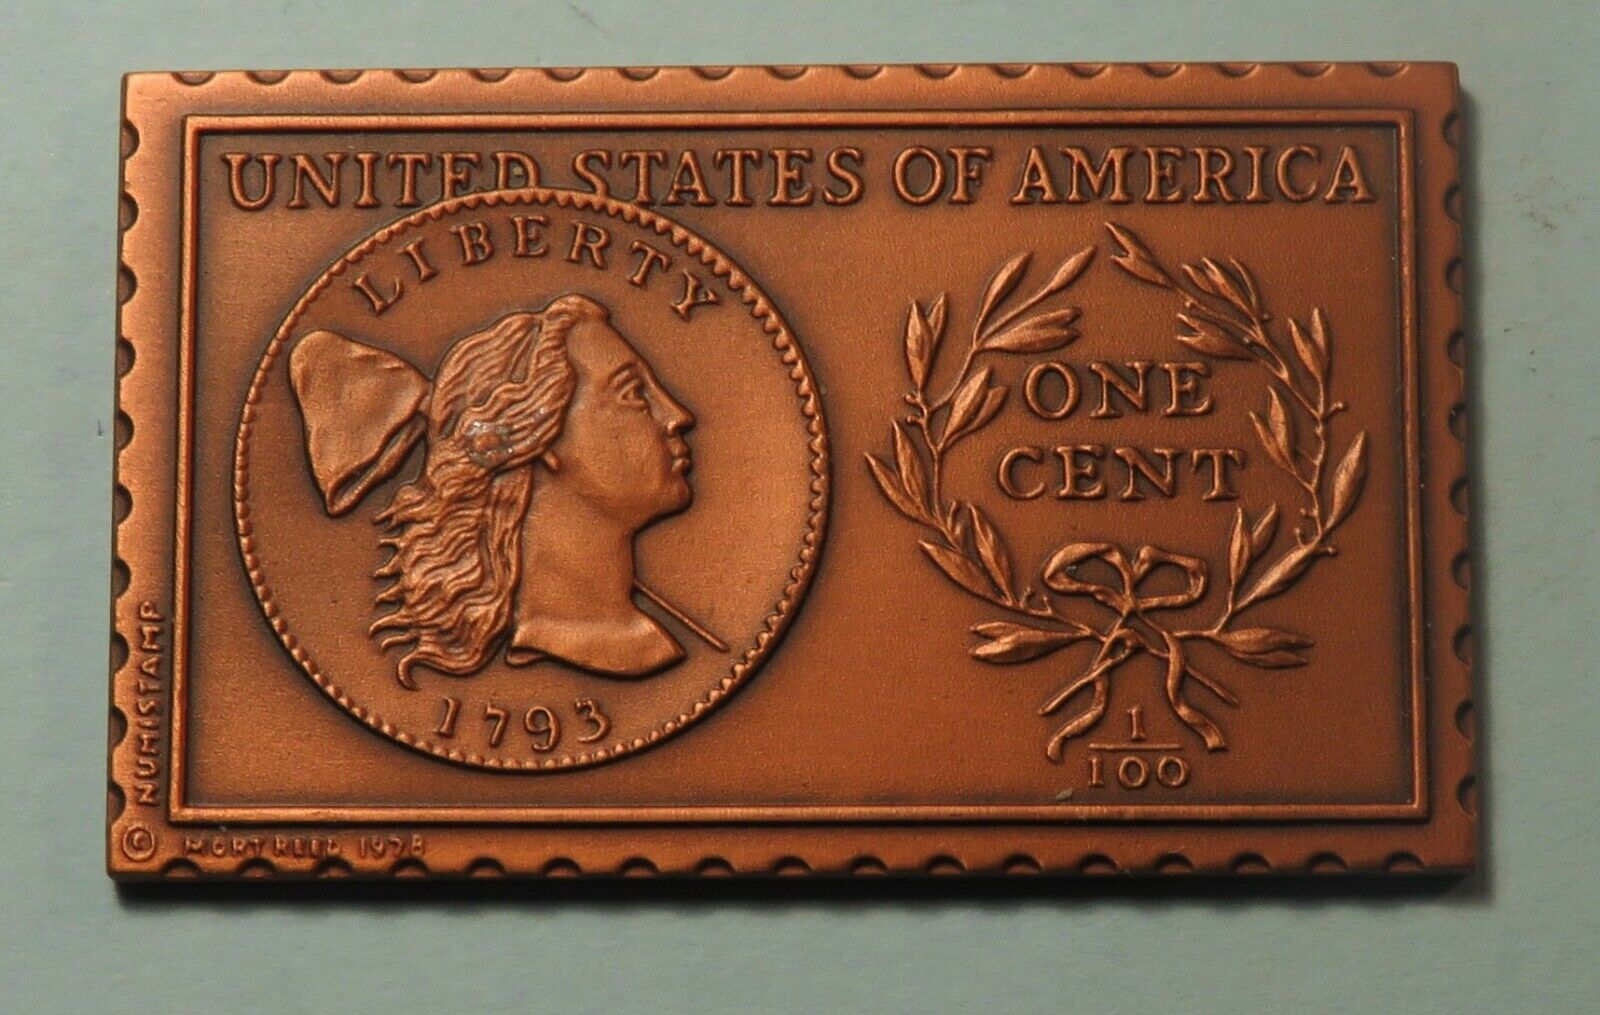 UNITED STATES OF AMERICA
LIBERTY
1793
ONE
CENT
1
100
NUMISTAMP
© MORT REED 1978